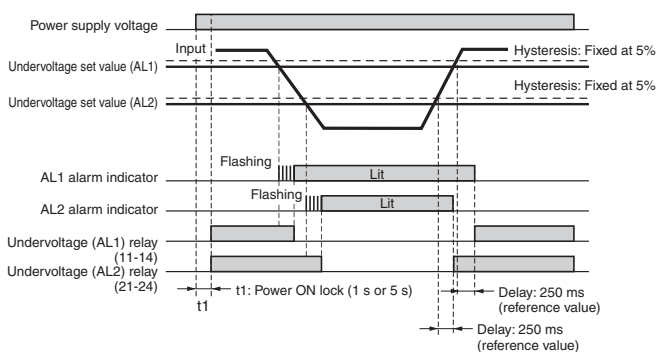 Power supply voltage
Input
Hysteresis: Fixed at 5%
Undervoltage set value (AL1)
Hysteresis: Fixed at 5%
Undervoltage set value (AL2)
Flashing
AL1 alarm indicator
Lit
Flashing
AL2 alarm indicator
Lit
Undervoltage (AL1) relay
(11-14)
Undervoltage (AL2) relay
(21-24)
t1
t1: Power ON lock (1 s or 5 s)
Delay: 250 ms
(reference value)
Delay: 250 ms
(reference value)